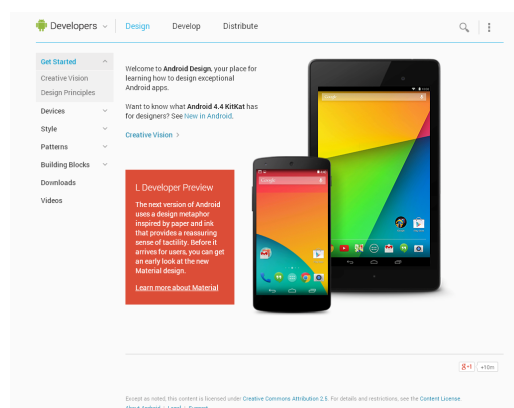 Developers
Design
Develop
Distribute
Get Started
Creative Vision
Design Principles
Devices
Style
Patterns
Building Blocks
Downloads
Videos
Welcome to Android Design, your place for
learning how to design exceptional
Android apps.
Want to know what Android 4.4 KitKat has
for designers? See New in Android.
Creative Vision >
L Developer Preview
The next version of Android
uses a design metaphor
inspired by paper and ink
that provides a reassuring
sense of tactility. Before it
arrives for users, you can get
an early look at the new
Material design.
Learn more about Material
g+1
+10m
Except as noted, this content is licensed under Creative Commons Attribution 2.5. For details and restrictions, see the Content License.
About Android / Legal / Support